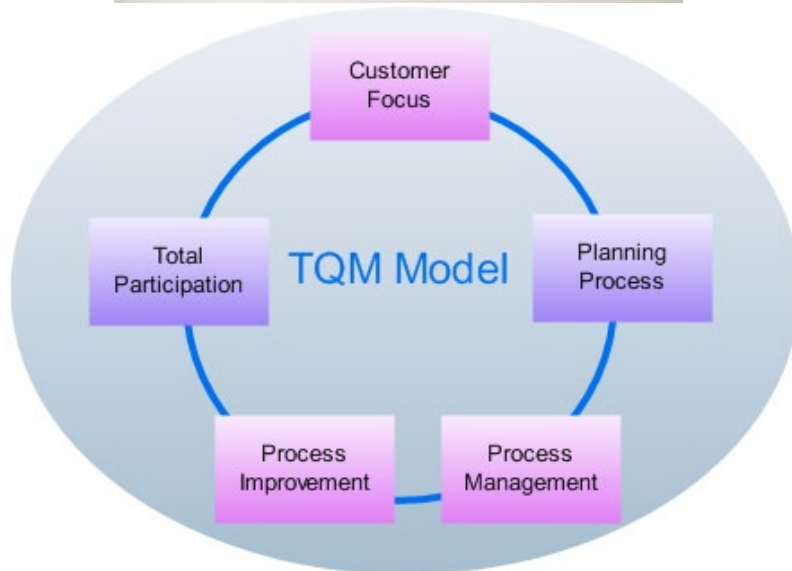 Customer
Focus
Total
Participation
TQM Model
Planning
Process
Process
Improvement
Process
Management